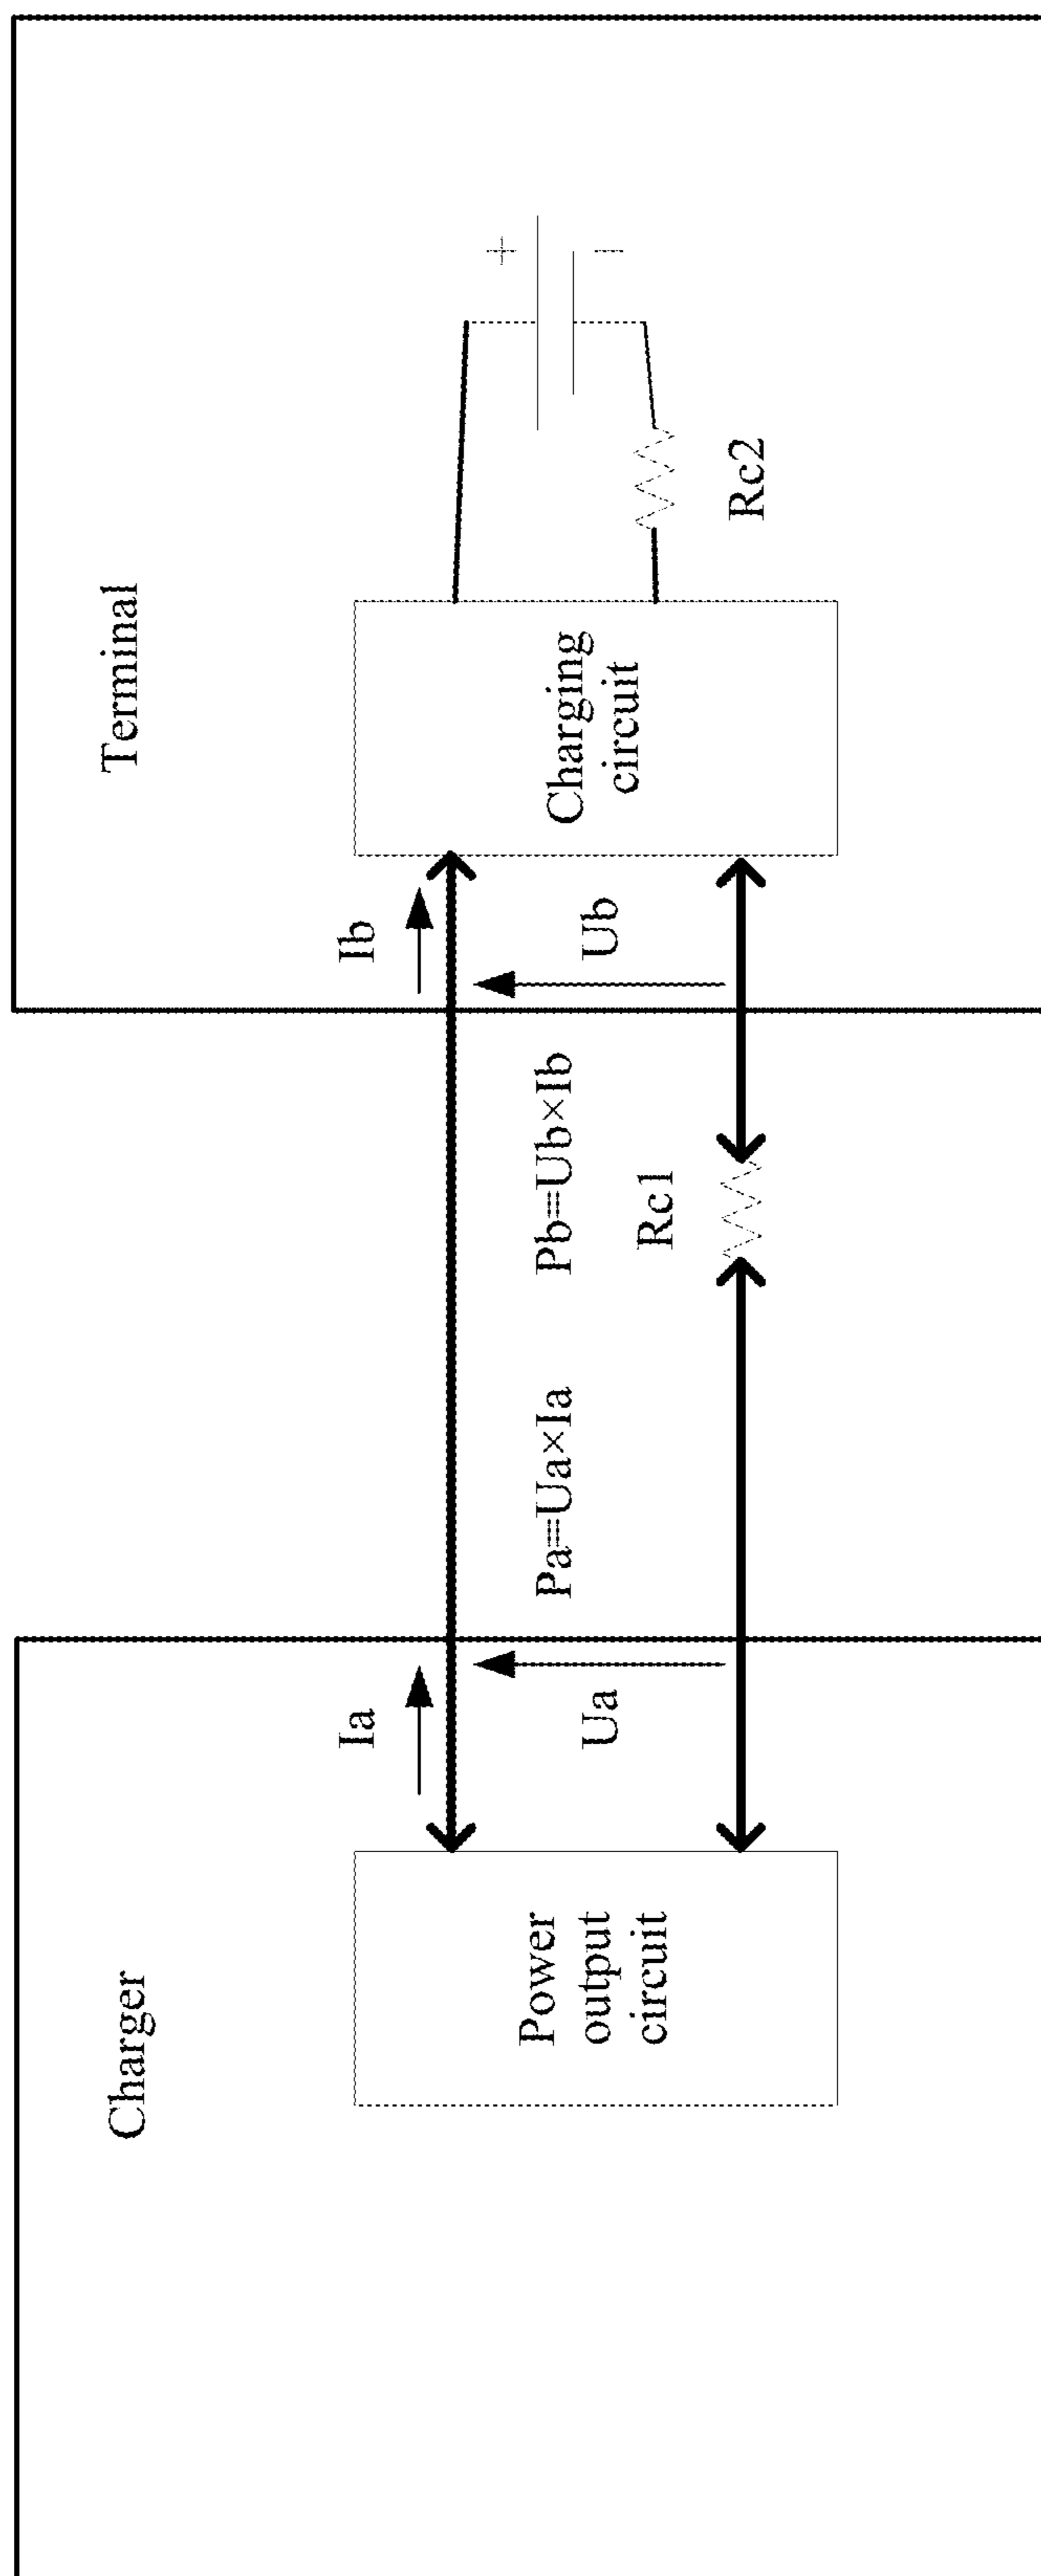 Charger
Terminal
Ia
Ib
Power
output
circuit
Ua
Pa=Ua×Ia
Pb=Ub×Ib
Ub
Charging
circuit
+
−
Rc1
Rc2